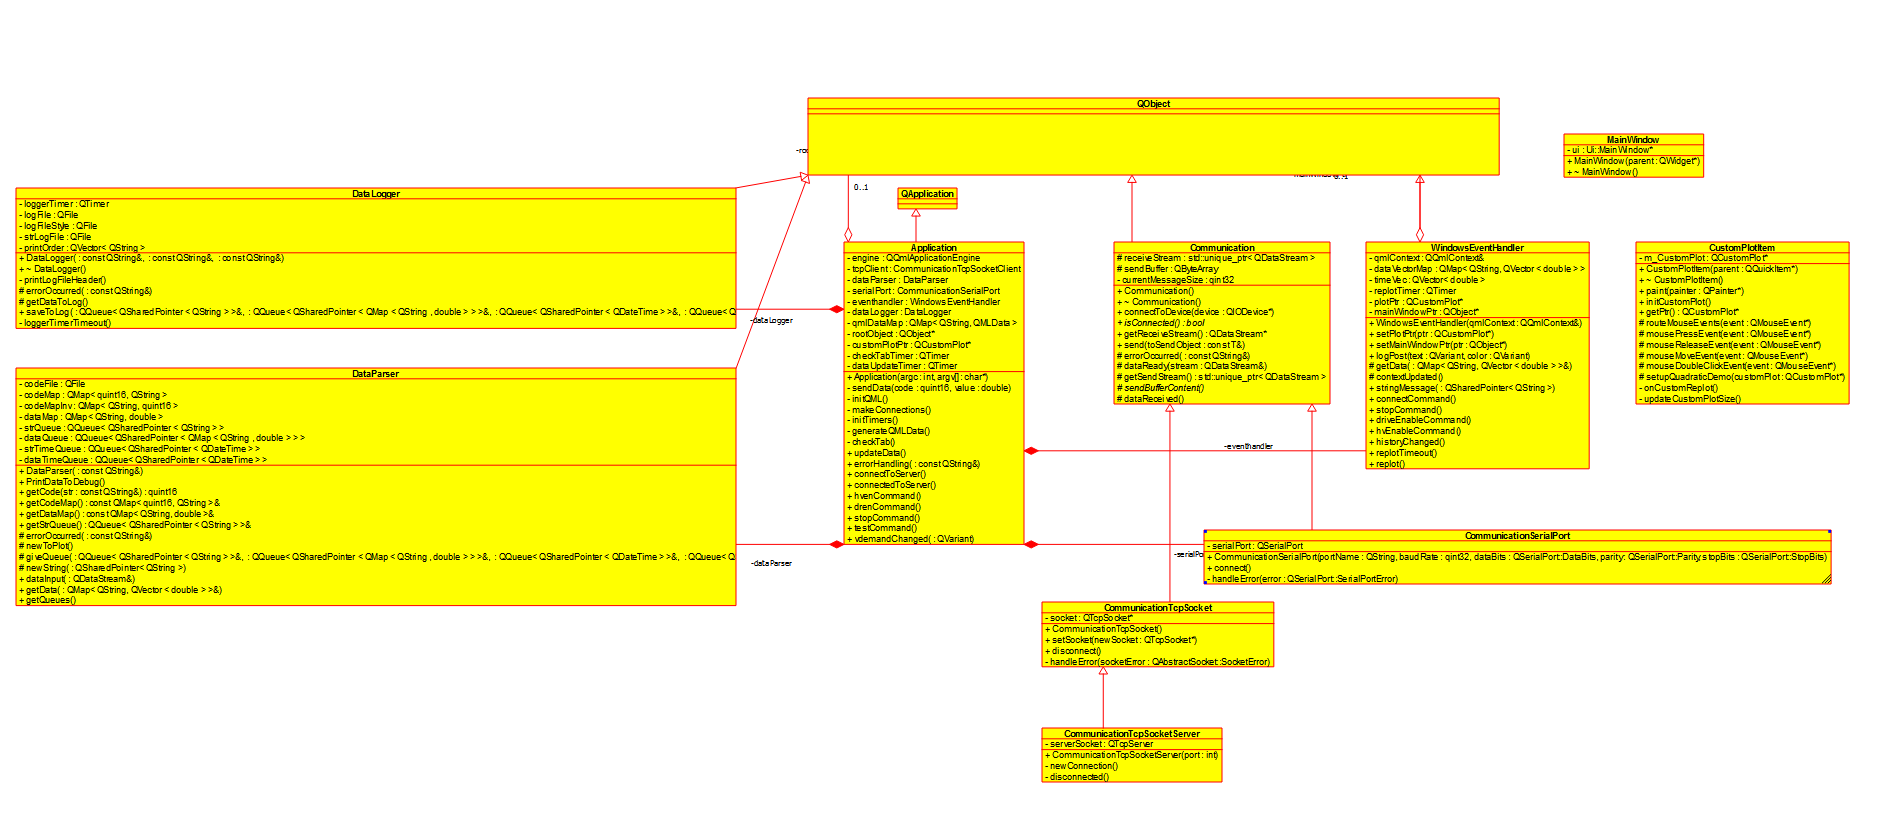 QObject
-roo
0..1
MainWindow
- ui : Ui::MainWindow*
+ MainWindow(parent : QWidget*)
+ ~ MainWindow()
QApplication
DataLogger
- loggerTimer : QTimer
- logFile : QFile
- logFileStyle : QFile
- strLogFile : QFile
- printOrder : QVector< QString >
+ DataLogger( : const QString&, : const QString&, : const QString&)
+ ~ DataLogger()
- printLogFileHeader()
# errorOccurred( : const QString&)
# getDataToLog()
+ saveToLog( : QQueue< QSharedPointer< QString > >&, : QQueue< QSharedPointer < QMap < QString , double > > >&, : QQueue< QSharedPointer< QDateTime > >&, : QQueue< Q
- loggerTimerTimeout()
-dataLogger
DataParser
- codeFile : QFile
- codeMap : QMap< quint16, QString >
- codeMapInv : QMap< QString, quint16 >
- dataMap : QMap< QString, double >
- strQueue : QQueue< QSharedPointer < QString > >
- dataQueue : QQueue< QSharedPointer < QMap < QString , double > > >
- strTimeQueue : QQueue< QSharedPointer < QDateTime > >
- dataTimeQueue : QQueue< QSharedPointer < QDateTime > >
+ DataParser( : const QString&)
+ PrintDataToDebug()
+ getCode(str : const QString&) : quint16
+ getCodeMap() : const QMap< quint16, QString >&
+ getDataMap() : const QMap< QString, double >&
+ getStrQueue() : QQueue< QSharedPointer < QString > >&
# errorOccurred( : const QString&)
# newToPlot()
# giveQueue( : QQueue< QSharedPointer< QString > >&, : QQueue< QSharedPointer < QMap < QString , double > > >&, : QQueue< QSharedPointer< QDateTime > >&, : QQueue< Q
# newString( : QSharedPointer< QString >)
+ dataInput( : QDataStream&)
+ getData( : QMap< QString, QVector < double > >&)
+ getQueues()
-dataParser
Application
- engine : QQmlApplicationEngine
- tcpClient : CommunicationTcpSocketClient
- dataParser : DataParser
- serialPort : CommunicationSerialPort
- eventhandler : WindowsEventHandler
- dataLogger : DataLogger
- qmlDataMap : QMap< QString, QMLData >
- rootObject : QObject*
- customPlotPtr : QCustomPlot*
- checkTabTimer : QTimer
- dataUpdateTimer : QTimer
+ Application(argc : int, argv[] : char*)
- sendData(code : quint16, value : double)
- initQML()
- makeConnections()
- initTimers()
- generateQMLData()
- checkTab()
+ updateData()
+ errorHandling( : const QString&)
+ connectToServer()
+ connectedToServer()
+ hvenCommand()
+ drenCommand()
+ stopCommand()
+ testCommand()
+ vdemandChanged( : QVariant)
Communication
# receiveStream : std::unique_ptr< QDataStream >
# sendBuffer : QByteArray
- currentMessageSize : qint32
+ Communication()
+ ~ Communication()
+ connectToDevice(device : QIODevice*)
+ isConnected() : bool
+ getReceiveStream() : QDataStream*
+ send(toSendObject : const T&)
# errorOccurred( : const QString&)
# dataReady(stream : QDataStream&)
# getSendStream() : std::unique_ptr< QDataStream >
# sendBufferContent()
# dataReceived()
WindowsEventHandler
- qmlContext : QQmlContext&
- dataVectorMap : QMap< QString, QVector < double > >
- timeVec : QVector< double >
- replotTimer : QTimer
- plotPtr : QCustomPlot*
- mainWindowPtr : QObject*
+ WindowsEventHandler(qmlContext : QQmlContext&)
+ setPlotPtr(ptr : QCustomPlot*)
+ setMainWindowPtr(ptr : QObject*)
+ logPost(text : QVariant, color : QVariant)
# getData( : QMap< QString, QVector < double > >&)
# contextUpdated()
+ stringMessage( : QSharedPointer< QString >)
+ connectCommand()
+ stopCommand()
+ driveEnableCommand()
+ hvEnableCommand()
+ historyChanged()
+ replotTimeout()
+ replot()
-eventhandler
CustomPlotItem
- m_CustomPlot : QCustomPlot*
+ CustomPlotItem(parent : QQuickItem*)
+ ~ CustomPlotItem()
+ paint(painter : QPainter*)
+ initCustomPlot()
+ getPtr() : QCustomPlot*
# routeMouseEvents(event : QMouseEvent*)
# mousePressEvent(event : QMouseEvent*)
# mouseReleaseEvent(event : QMouseEvent*)
# mouseMoveEvent(event : QMouseEvent*)
# mouseDoubleClickEvent(event : QMouseEvent*)
# setupQuadraticDemo(customPlot : QCustomPlot*)
- onCustomReplot()
- updateCustomPlotSize()
-serialPo
CommunicationSerialPort
- serialPort : QSerialPort
+ CommunicationSerialPort(portName : QString, baudRate : qint32, dataBits : QSerialPort::DataBits, parity: QSerialPort::Parity, stopBits : QSerialPort::StopBits)
+ connect()
- handleError(error : QSerialPort::SerialPortError)
CommunicationTcpSocket
- socket : QTcpSocket*
+ CommunicationTcpSocket()
+ setSocket(newSocket : QTcpSocket*)
+ disconnect()
- handleError(socketError : QAbstractSocket::SocketError)
CommunicationTcpSocketServer
- serverSocket : QTcpServer
+ CommunicationTcpSocketServer(port : int)
- newConnection()
- disconnected()